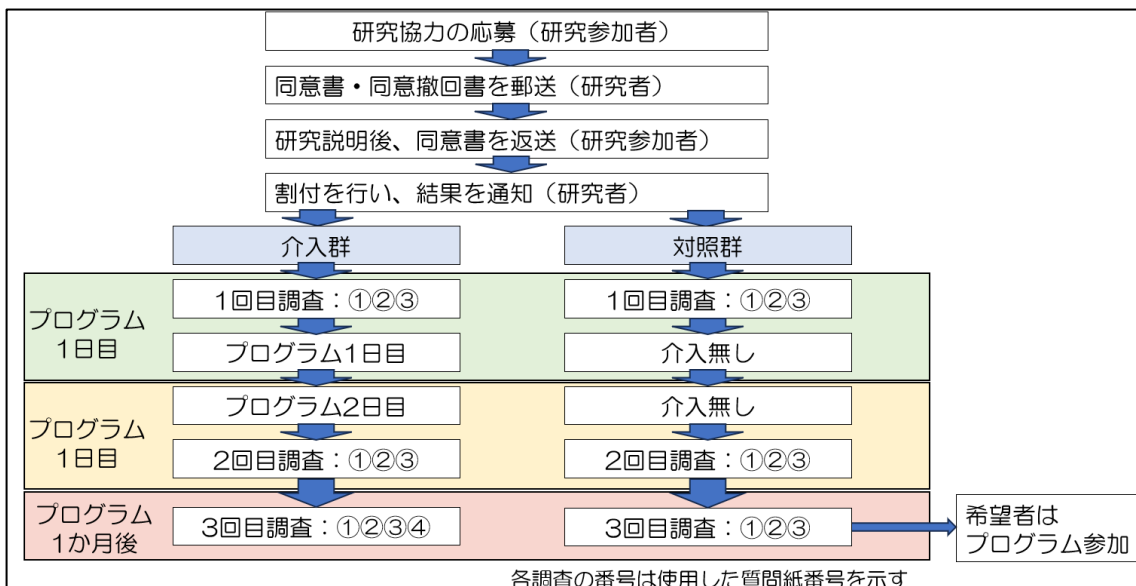 研究協力の応募（研究参加者）
同意書・同意撤回書を郵送（研究者）
研究説明後、同意書を返送（研究参加者）
割付を行い、結果を通知（研究者）
介入群
対照群
プログラム
1日目
1回目調査：①②③
1回目調査：①②③
プログラム1日目
介入無し
プログラム
1日目
プログラム2日目
介入無し
2回目調査：①②③
2回目調査：①②③
プログラム
1か月後
3回目調査：①②③④
3回目調査：①②③
希望者は
プログラム参加
各調査の番号は使用した質問紙番号を示す